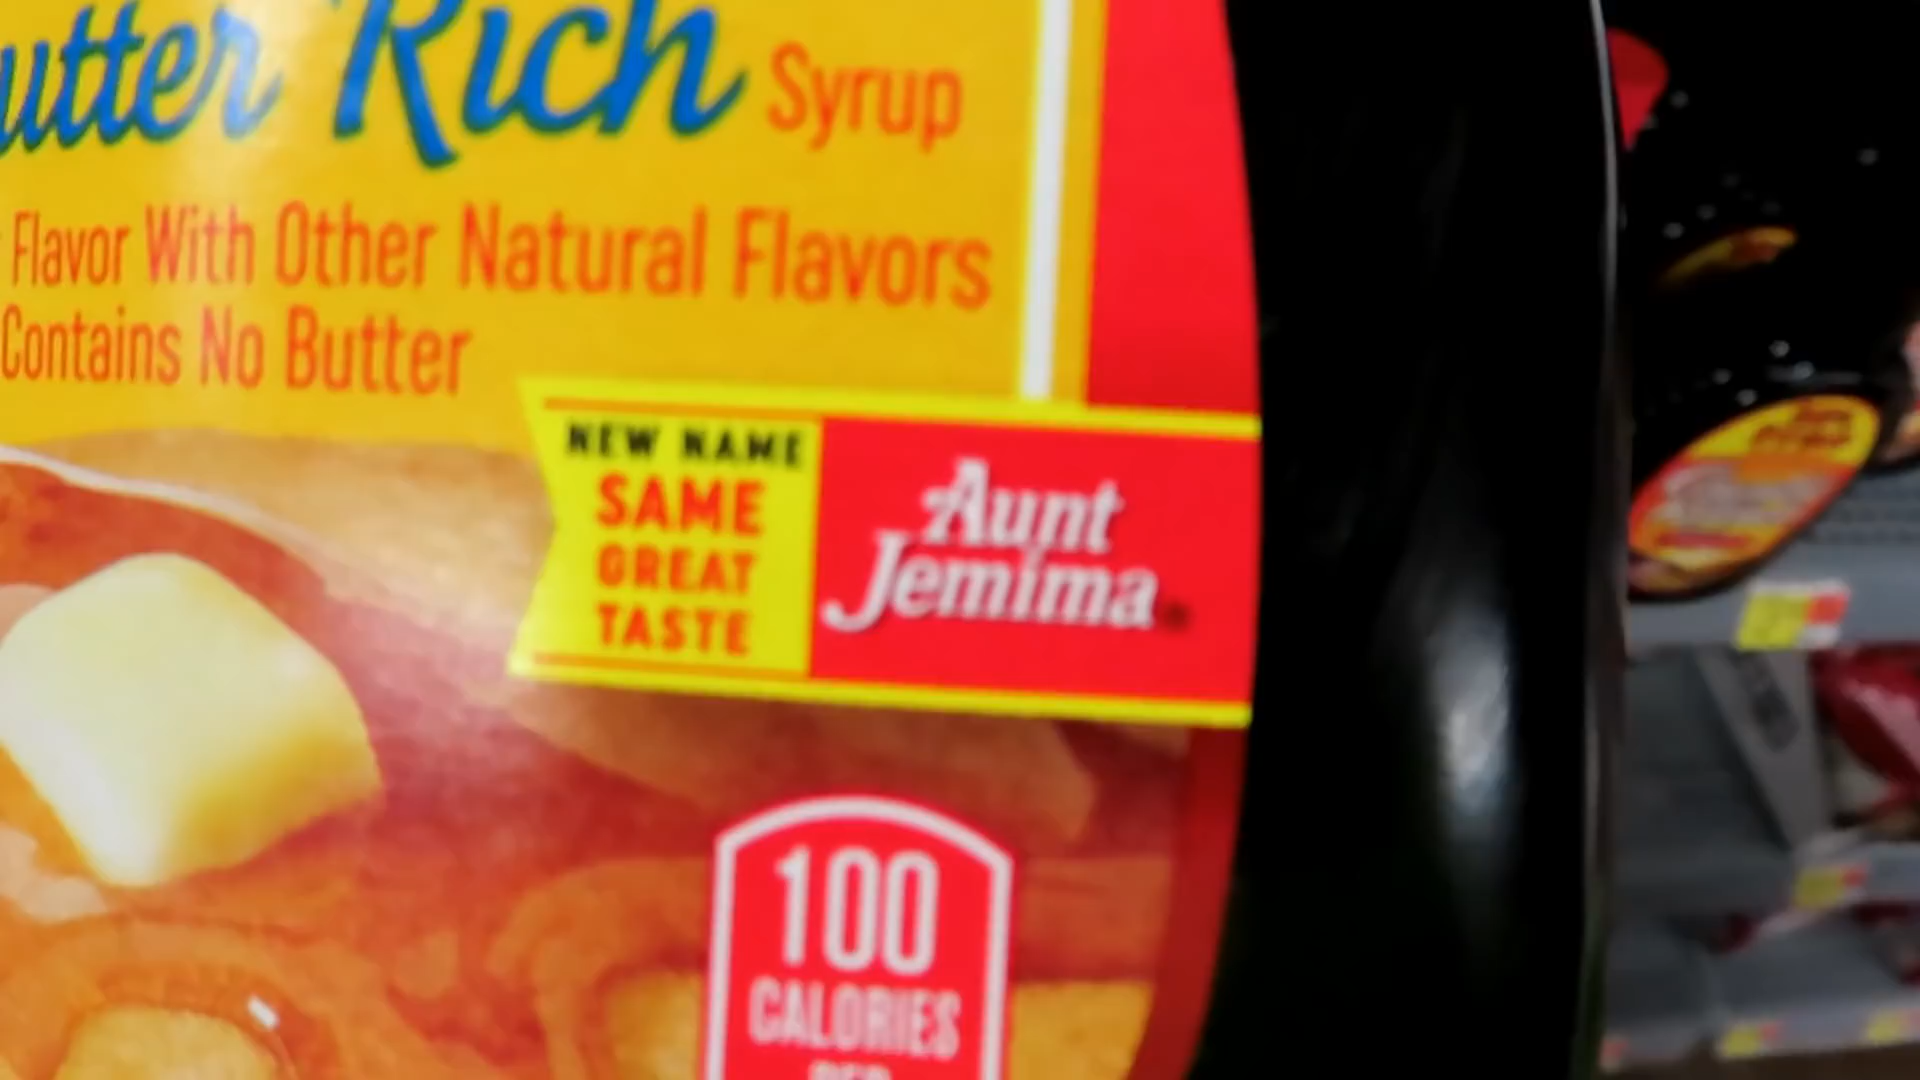 utter Rich Syrup
Flavor With Other Natural Flavors
Contains No Butter
NEW NAME
SAME
GREAT
TASTE
Aunt
Jemima
100
CALORIES
PER